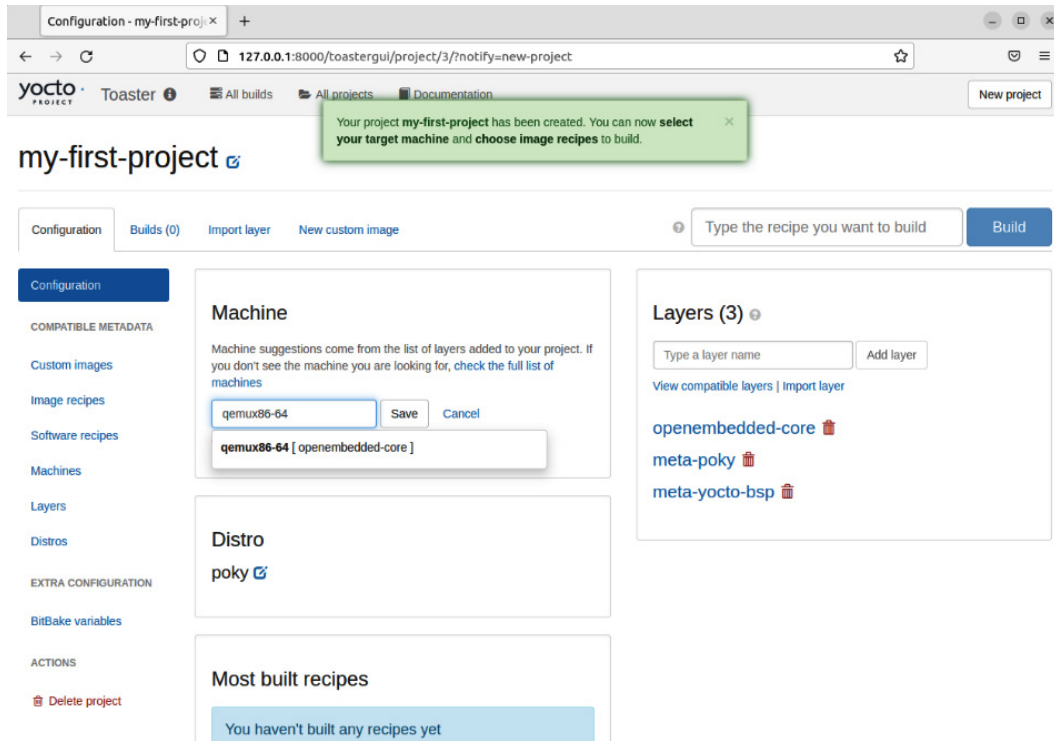 Configuration - my-first-proj
127.0.0.1:8000/toastergui/project/3/?notify=new-project
yocto PROJECT Toaster All builds All projects Documentation New project
Your project my-first-project has been created. You can now select
your target machine and choose image recipes to build.
my-first-project
Configuration Builds (0) Import layer New custom image Type the recipe you want to build Build
Configuration
COMPATIBLE METADATA
Custom images
Image recipes
Software recipes
Machines
Layers
Distros
EXTRA CONFIGURATION
BitBake variables
ACTIONS
Delete project
Machine
Machine suggestions come from the list of layers added to your project. If
you don't see the machine you are looking for, check the full list of
machines
qemux86-64 Save Cancel
qemux86-64 [ openembedded-core ]
Distro
poky
Most built recipes
You haven't built any recipes yet
Layers (3)
Type a layer name Add layer
View compatible layers | Import layer
openembedded-core
meta-poky
meta-yocto-bsp